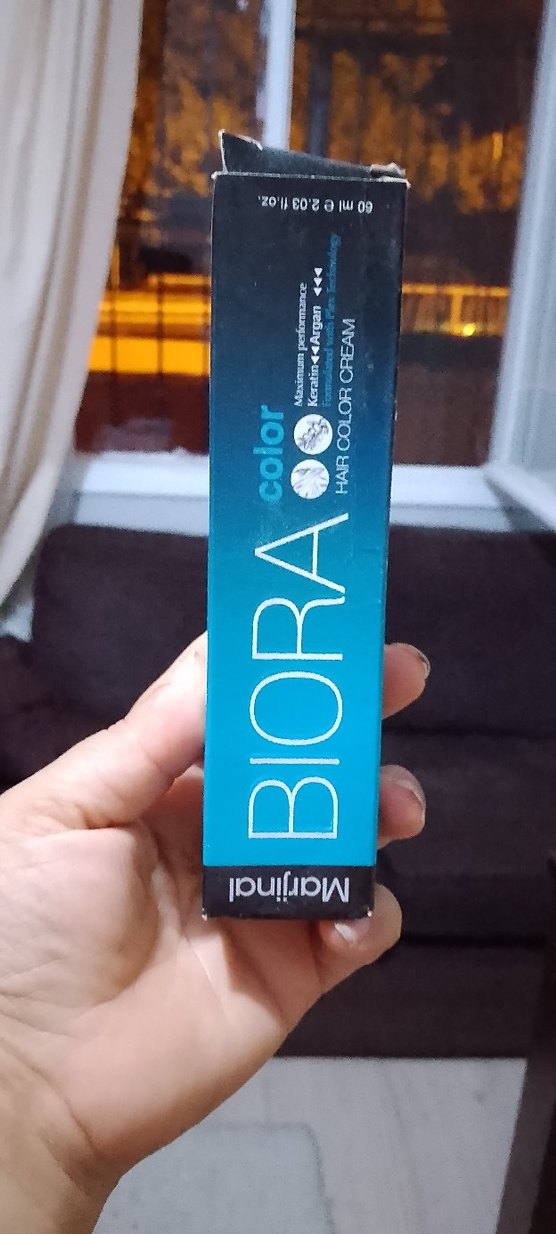 Marjinal
BIORA
color
Maximum performance
Keratin◄◄Argan ◄◄◄
Formulated with Plex Technology
HAIR COLOR CREAM
60 ml ℮ 2.03 fl.oz.